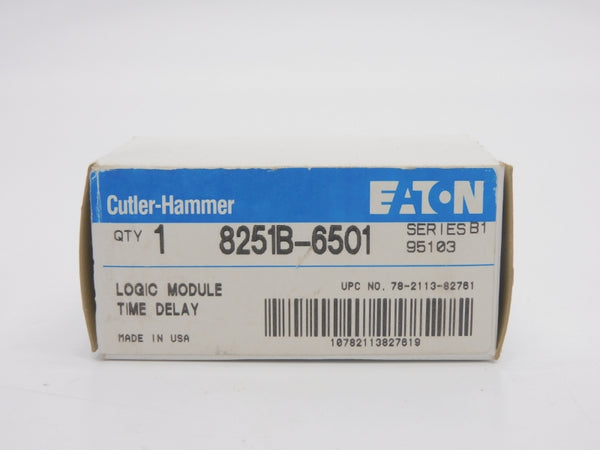 Cutler-Hammer
EATON
QTY 1 8251B-6501 SERIES B1
95103
LOGIC MODULE
TIME DELAY
UPC NO. 78-2113-82761
MADE IN USA
10782113827619